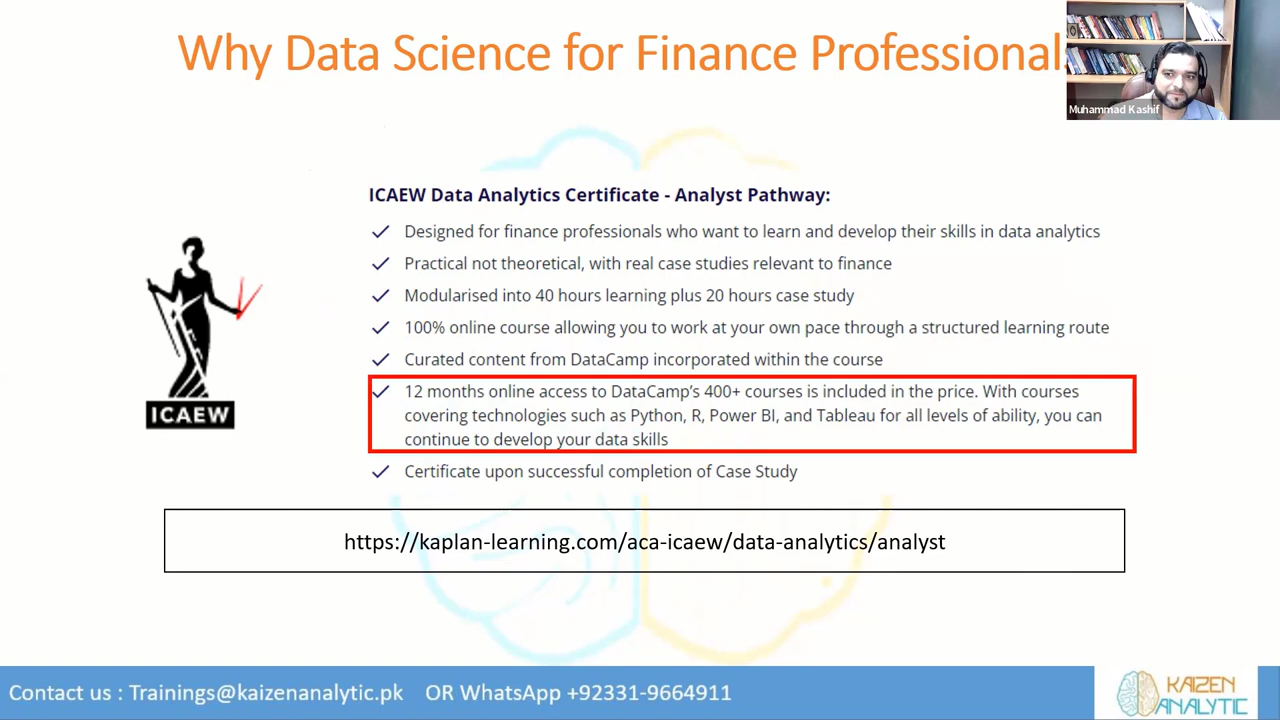 Why Data Science for Finance Professional
Muhammad Kashif
ICAEW Data Analytics Certificate - Analyst Pathway:
Designed for finance professionals who want to learn and develop their skills in data analytics
Practical not theoretical, with real case studies relevant to finance
Modularised into 40 hours learning plus 20 hours case study
100% online course allowing you to work at your own pace through a structured learning route
Curated content from DataCamp incorporated within the course
12 months online access to DataCamp's 400+ courses is included in the price. With courses
covering technologies such as Python, R, Power BI, and Tableau for all levels of ability, you can
continue to develop your data skills
Certificate upon successful completion of Case Study
ICAEW
https://kaplan-learning.com/aca-icaew/data-analytics/analyst
Contact us : Trainings@kaizenanalytic.pk OR WhatsApp +92331-9664911
KAIZEN
ANALYTIC